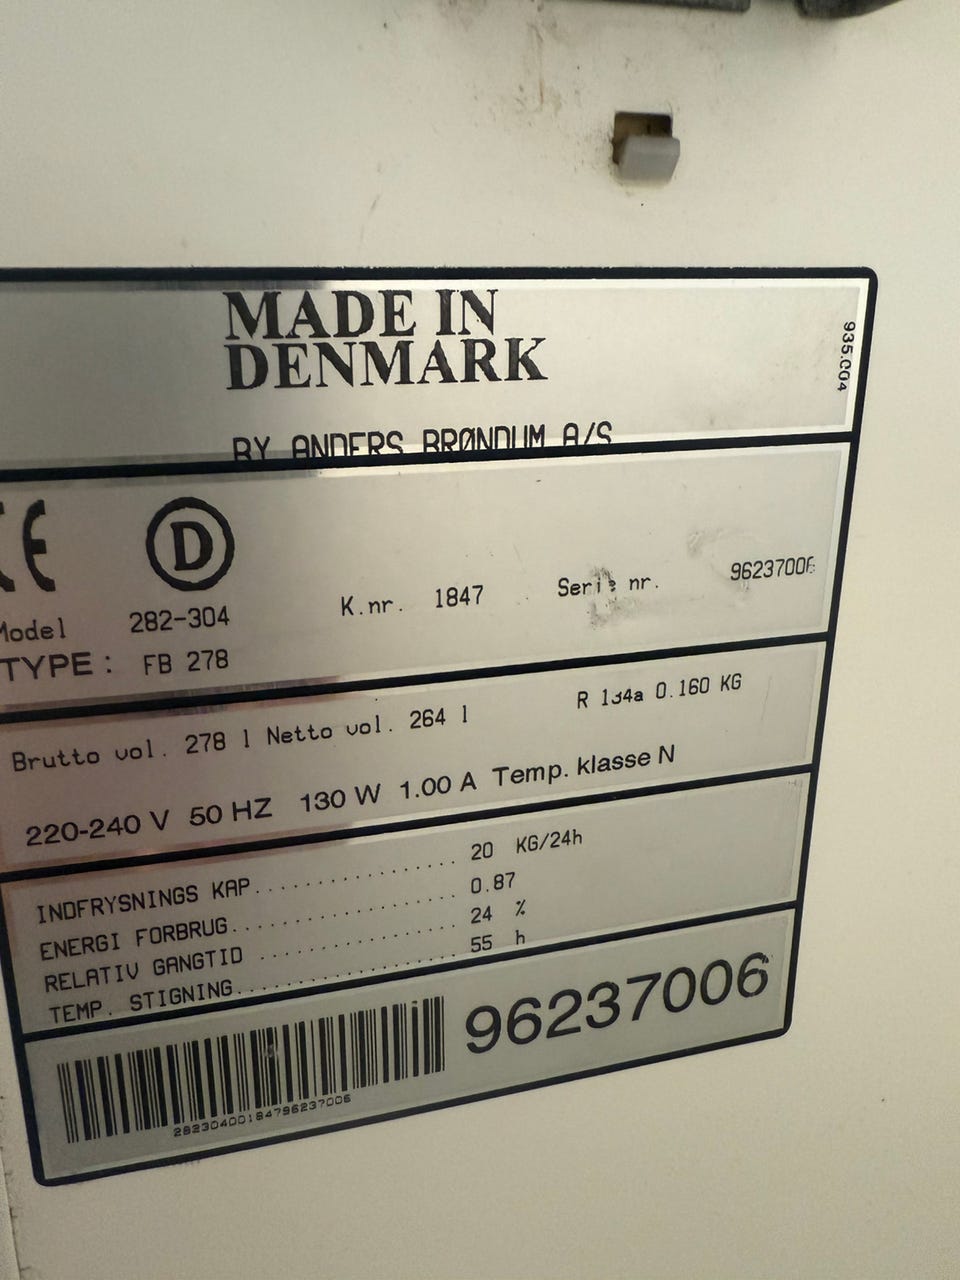 MADE IN
DENMARK
935.004
BY ANDERS BRØNDUM A/S
CE D
Model 282-304 K.nr. 1847 Serie nr. 96237006
TYPE: FB 278
Brutto vol. 278 l Netto vol. 264 l R 134a 0.160 KG
220-240 V 50 HZ 130 W 1.00 A Temp. klasse N
INDFRYSNINGS KAP................... 20 KG/24h
ENERGI FORBRUG..................... 0.87
RELATIV GANGTID ................... 24 %
TEMP. STIGNING..................... 55 h
96237006
28230400184796237006